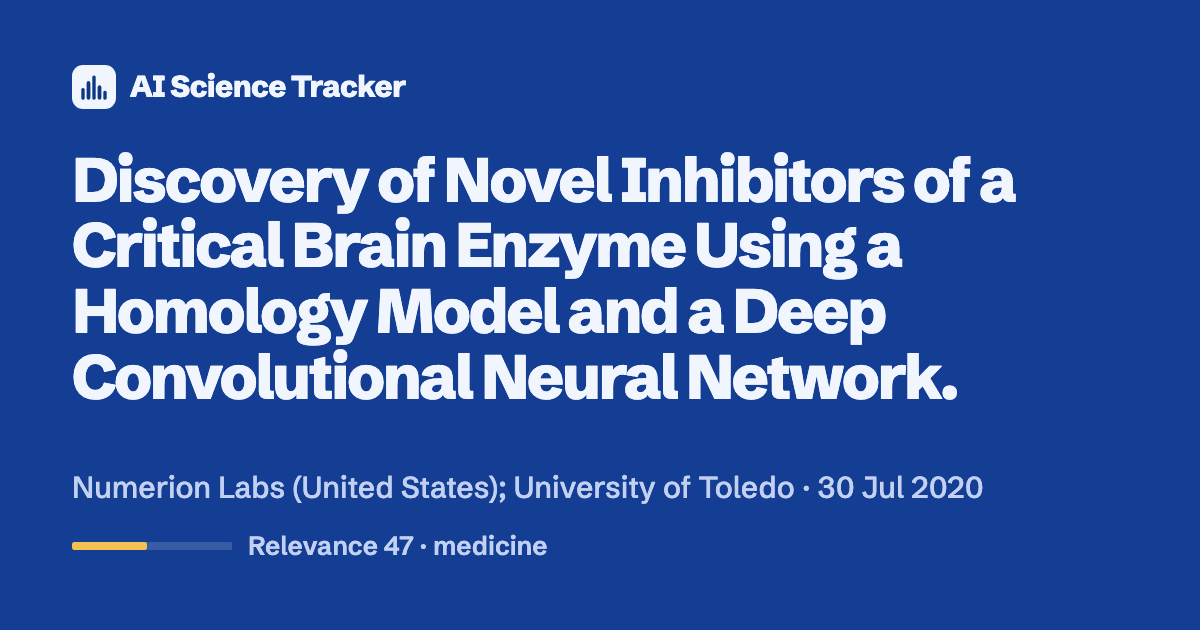 AI Science Tracker
Discovery of Novel Inhibitors of a
Critical Brain Enzyme Using a
Homology Model and a Deep
Convolutional Neural Network.
Numerion Labs (United States); University of Toledo · 30 Jul 2020
Relevance 47 · medicine